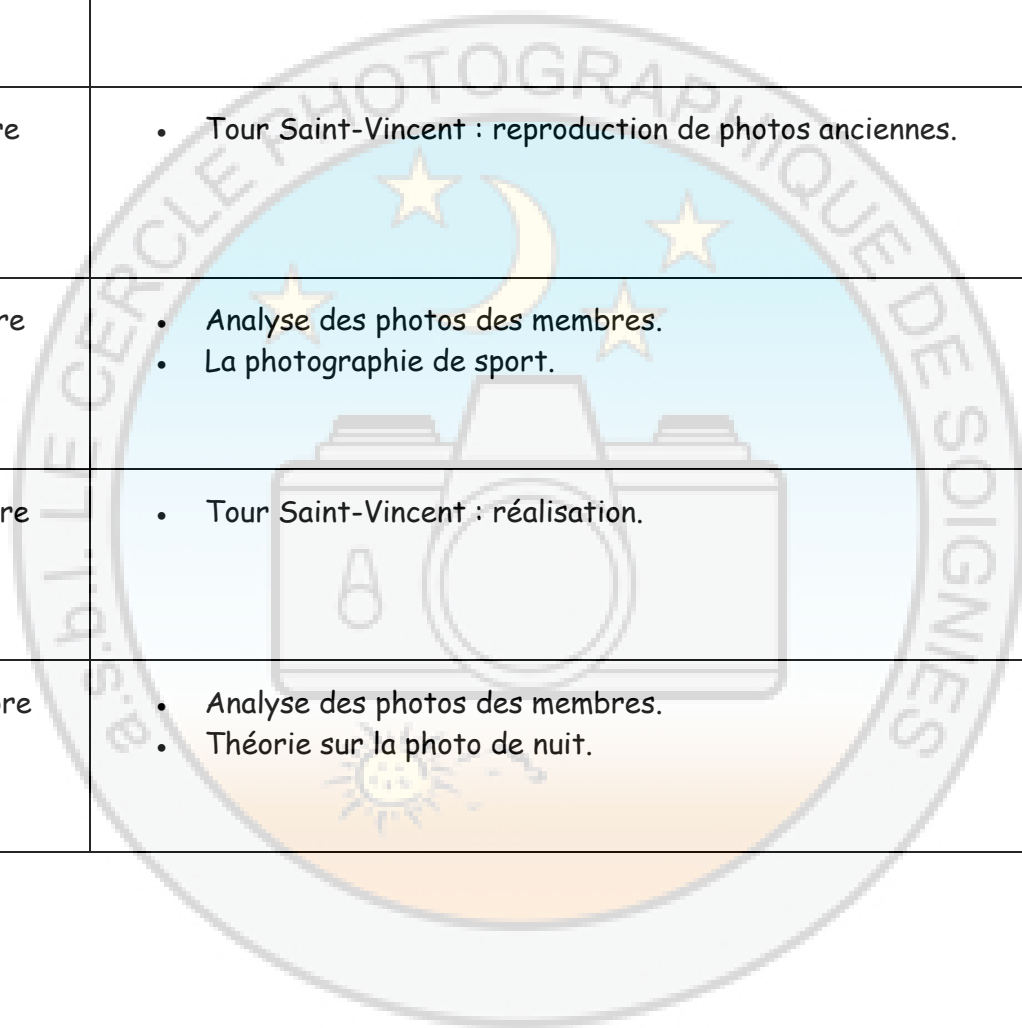 a.s.b.l. LE CERCLE PHOTOGRAPHIQUE DE SOIGNIES
re • Tour Saint-Vincent : reproduction de photos anciennes.
re • Analyse des photos des membres.
• La photographie de sport.
re • Tour Saint-Vincent : réalisation.
bre • Analyse des photos des membres.
• Théorie sur la photo de nuit.